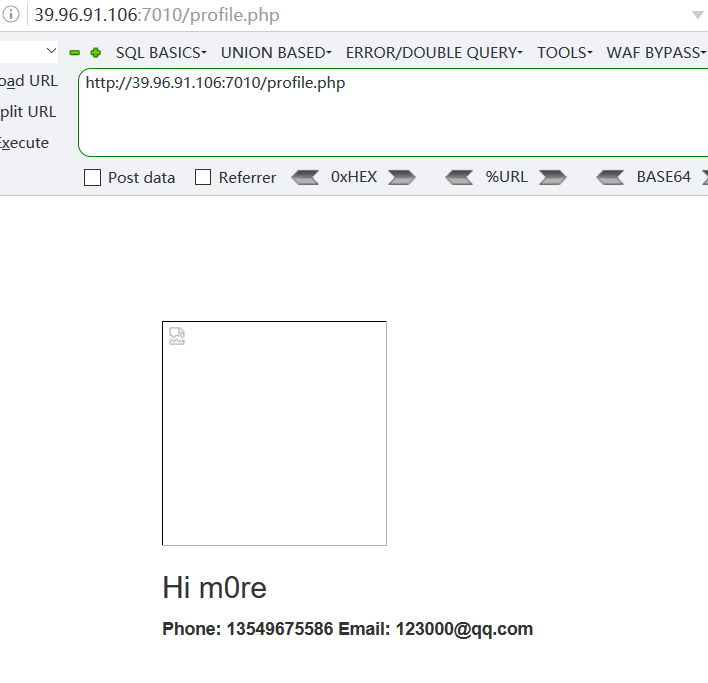 39.96.91.106:7010/profile.php
SQL BASICS UNION BASED ERROR/DOUBLE QUERY TOOLS WAF BYPASS
oad URL
http://39.96.91.106:7010/profile.php
plit URL
Execute
Post data Referrer 0xHEX %URL BASE64
Hi m0re
Phone: 13549675586 Email: 123000@qq.com